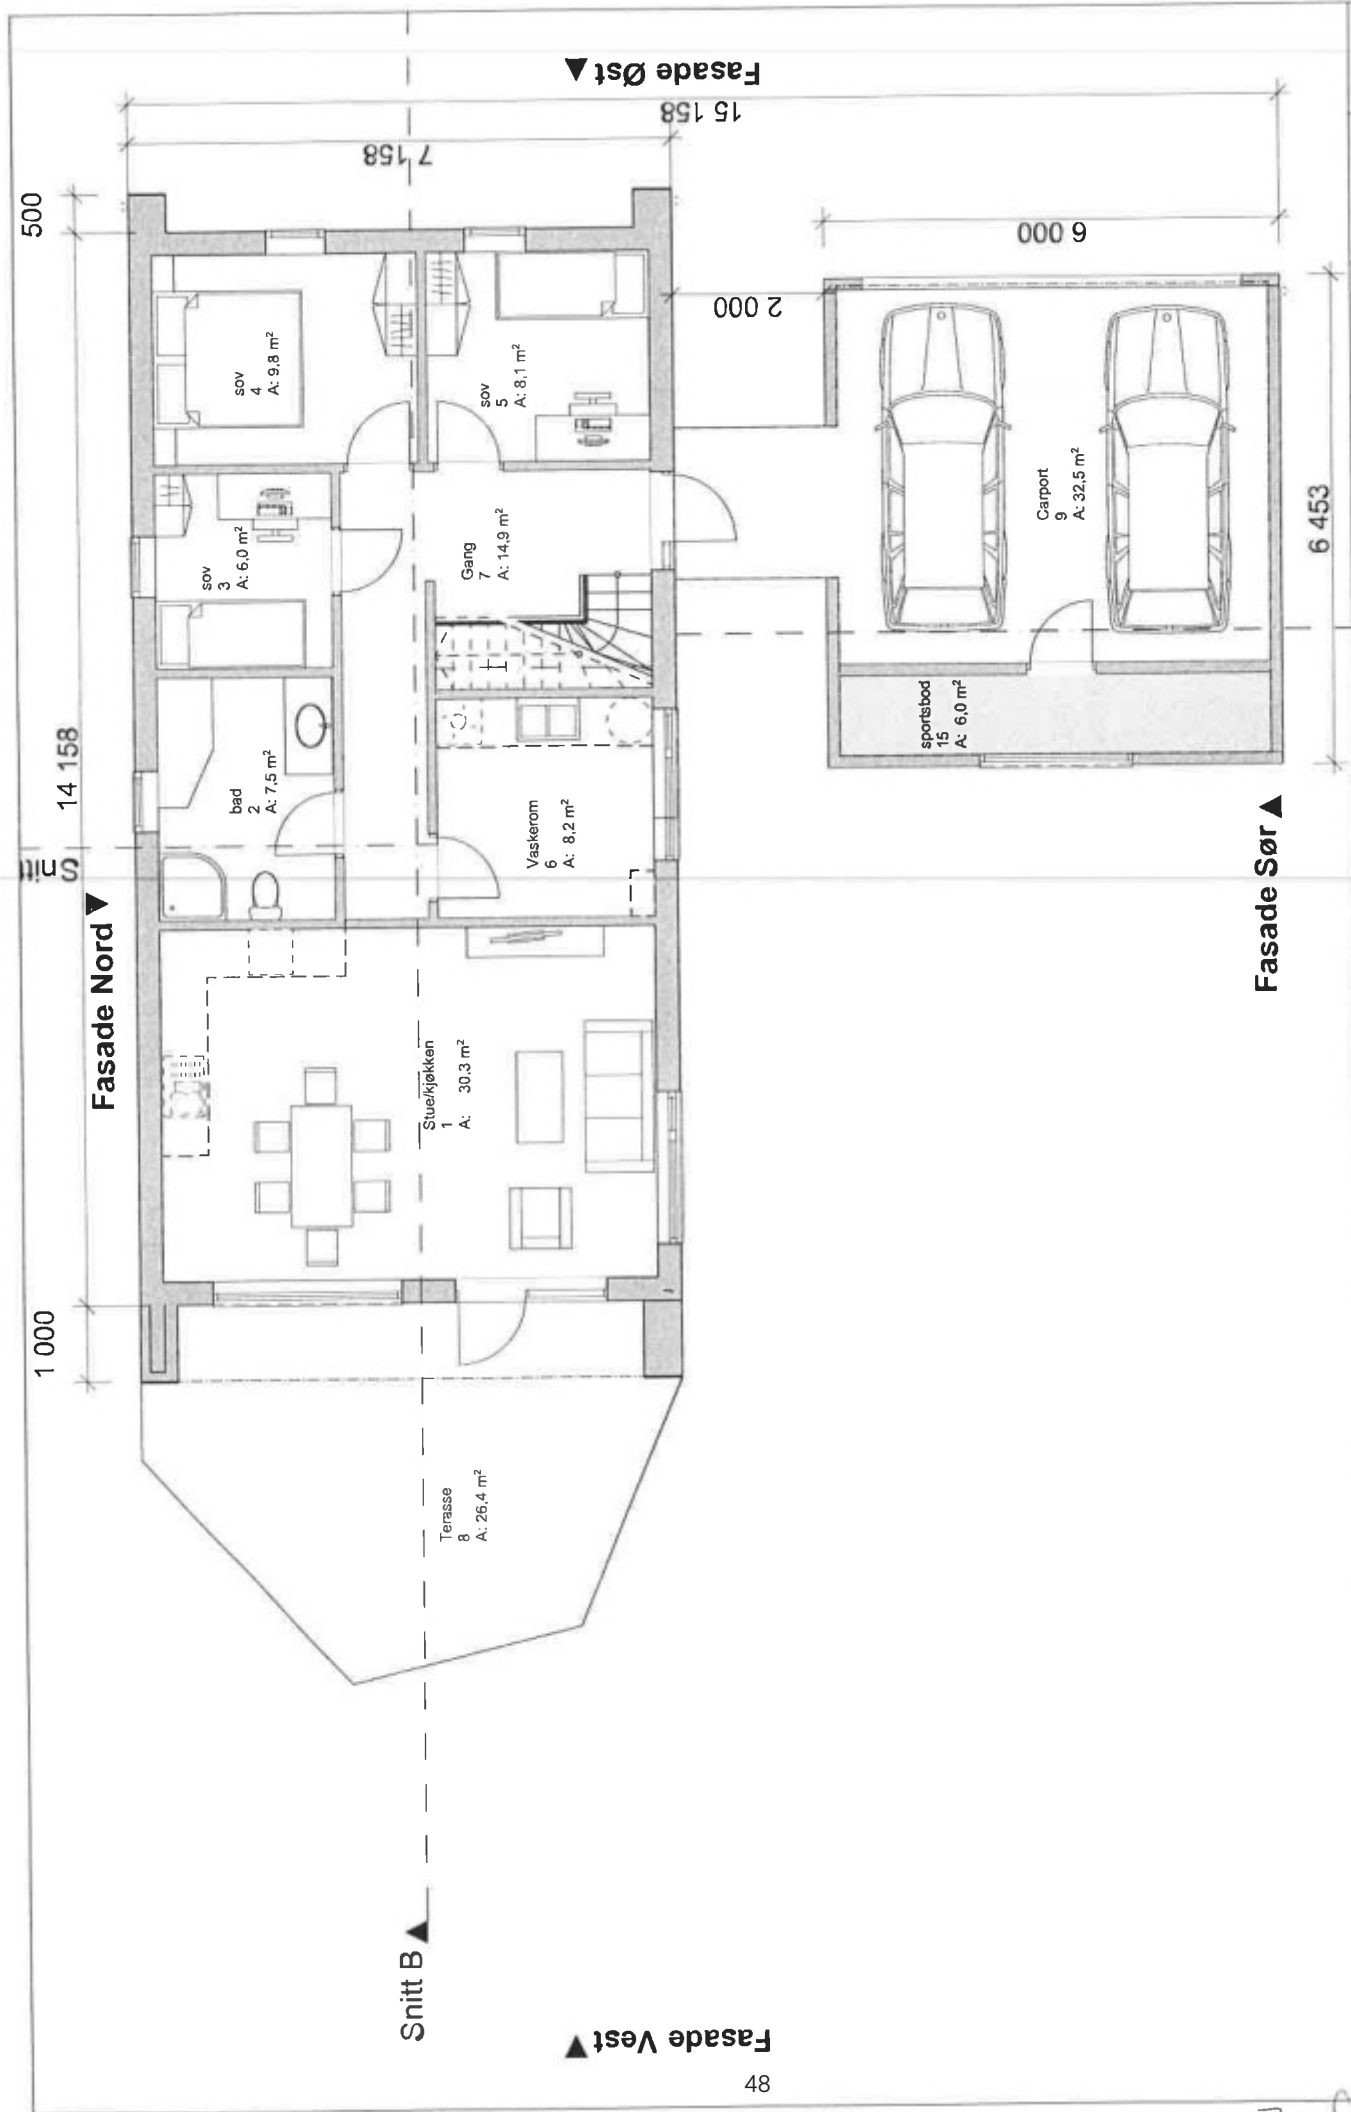 Fasade Øst
15 158
7 158
500
14 158
1 000
6 000
2 000
6 453
sov
4
A: 9,8 m²
sov
5
A: 8,1 m²
sov
3
A: 6,0 m²
Gang
7
A: 14,9 m²
bad
2
A: 7,5 m²
Vaskerom
6
A: 8,2 m²
Carport
9
A: 32,5 m²
sportsbod
15
A: 6,0 m²
Fasade Nord
Fasade Sør
Stue/kjøkken
1
A: 30,3 m²
Terasse
8
A: 26,4 m²
Snitt B
Fasade Vest
48